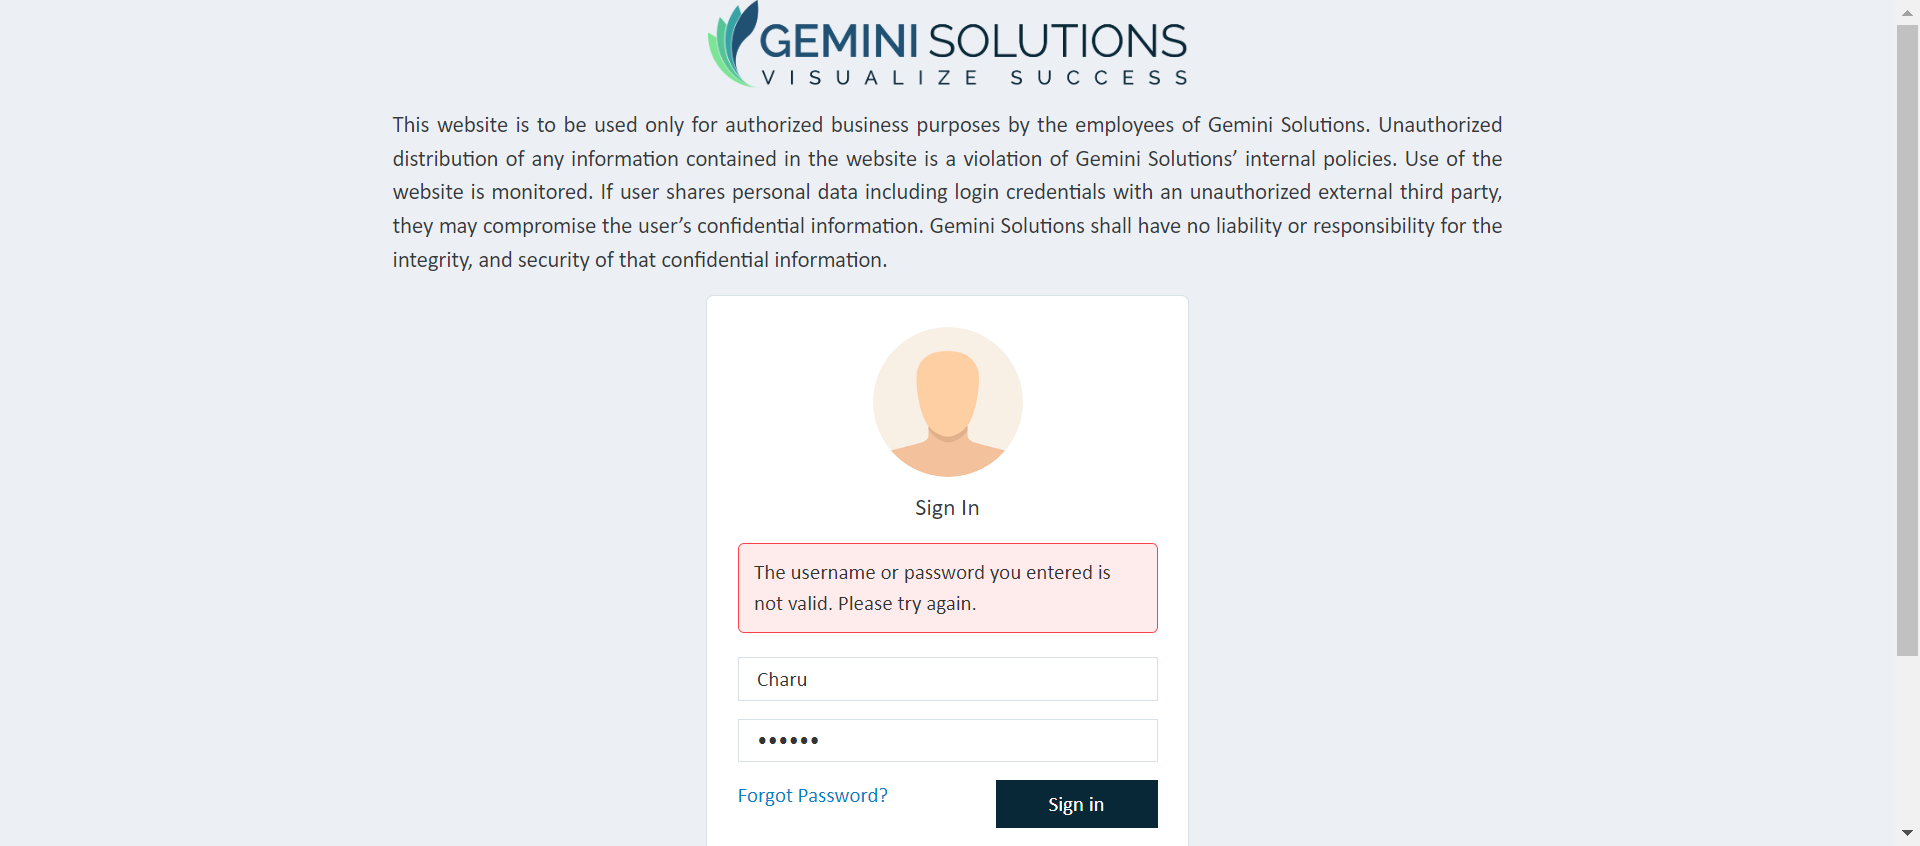 GEMINI SOLUTIONS
VISUALIZE SUCCESS
This website is to be used only for authorized business purposes by the employees of Gemini Solutions. Unauthorized
distribution of any information contained in the website is a violation of Gemini Solutions’ internal policies. Use of the
website is monitored. If user shares personal data including login credentials with an unauthorized external third party,
they may compromise the user’s confidential information. Gemini Solutions shall have no liability or responsibility for the
integrity, and security of that confidential information.
Sign In
The username or password you entered is
not valid. Please try again.
Charu
••••••
Forgot Password?
Sign in